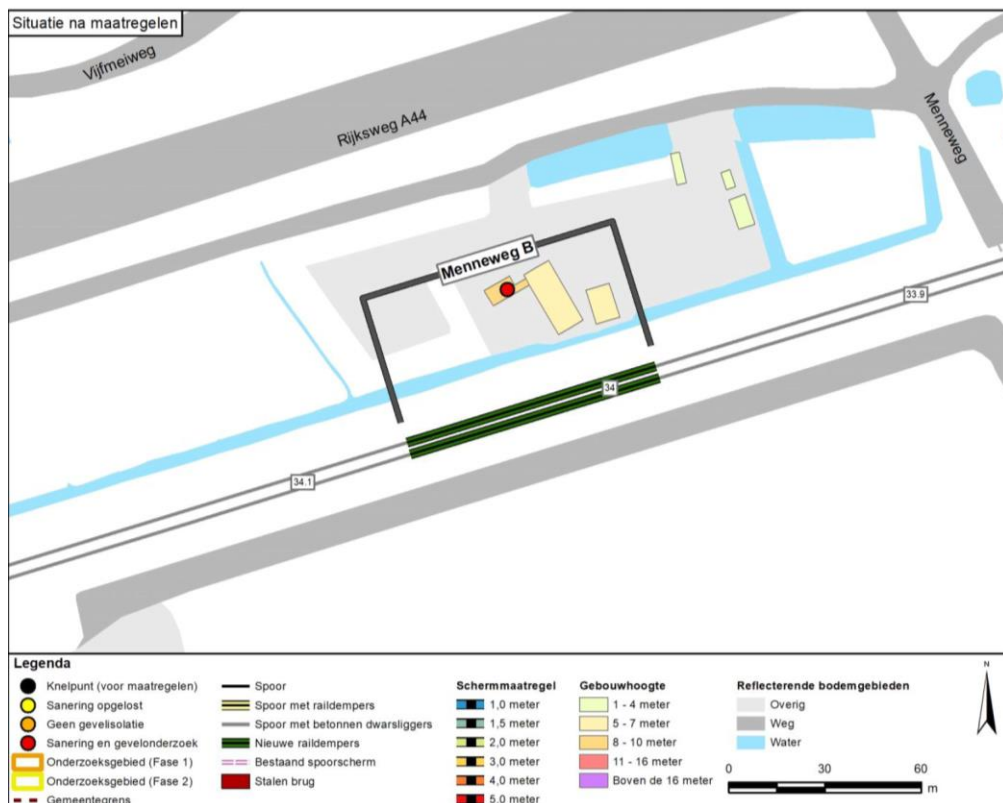 Situatie na maatregelen
Vijfmeiweg
Rijksweg A44
Menneweg
Menneweg B
33.9
34
34.1
Legenda
Knelpunt (voor maatregelen)
Sanering opgelost
Geen gevelisolatie
Sanering en gevelonderzoek
Onderzoeksgebied (Fase 1)
Onderzoeksgebied (Fase 2)
Gemeentegrens
Spoor
Spoor met raildempers
Spoor met betonnen dwarsliggers
Nieuwe raildempers
Bestaand spoorscherm
Stalen brug
Schermmaatregel
1,0 meter
1,5 meter
2,0 meter
3,0 meter
4,0 meter
5,0 meter
Gebouwhoogte
1 - 4 meter
5 - 7 meter
8 - 10 meter
11 - 16 meter
Boven de 16 meter
Reflecterende bodemgebieden
Overig
Weg
Water
N
0 30 60
m